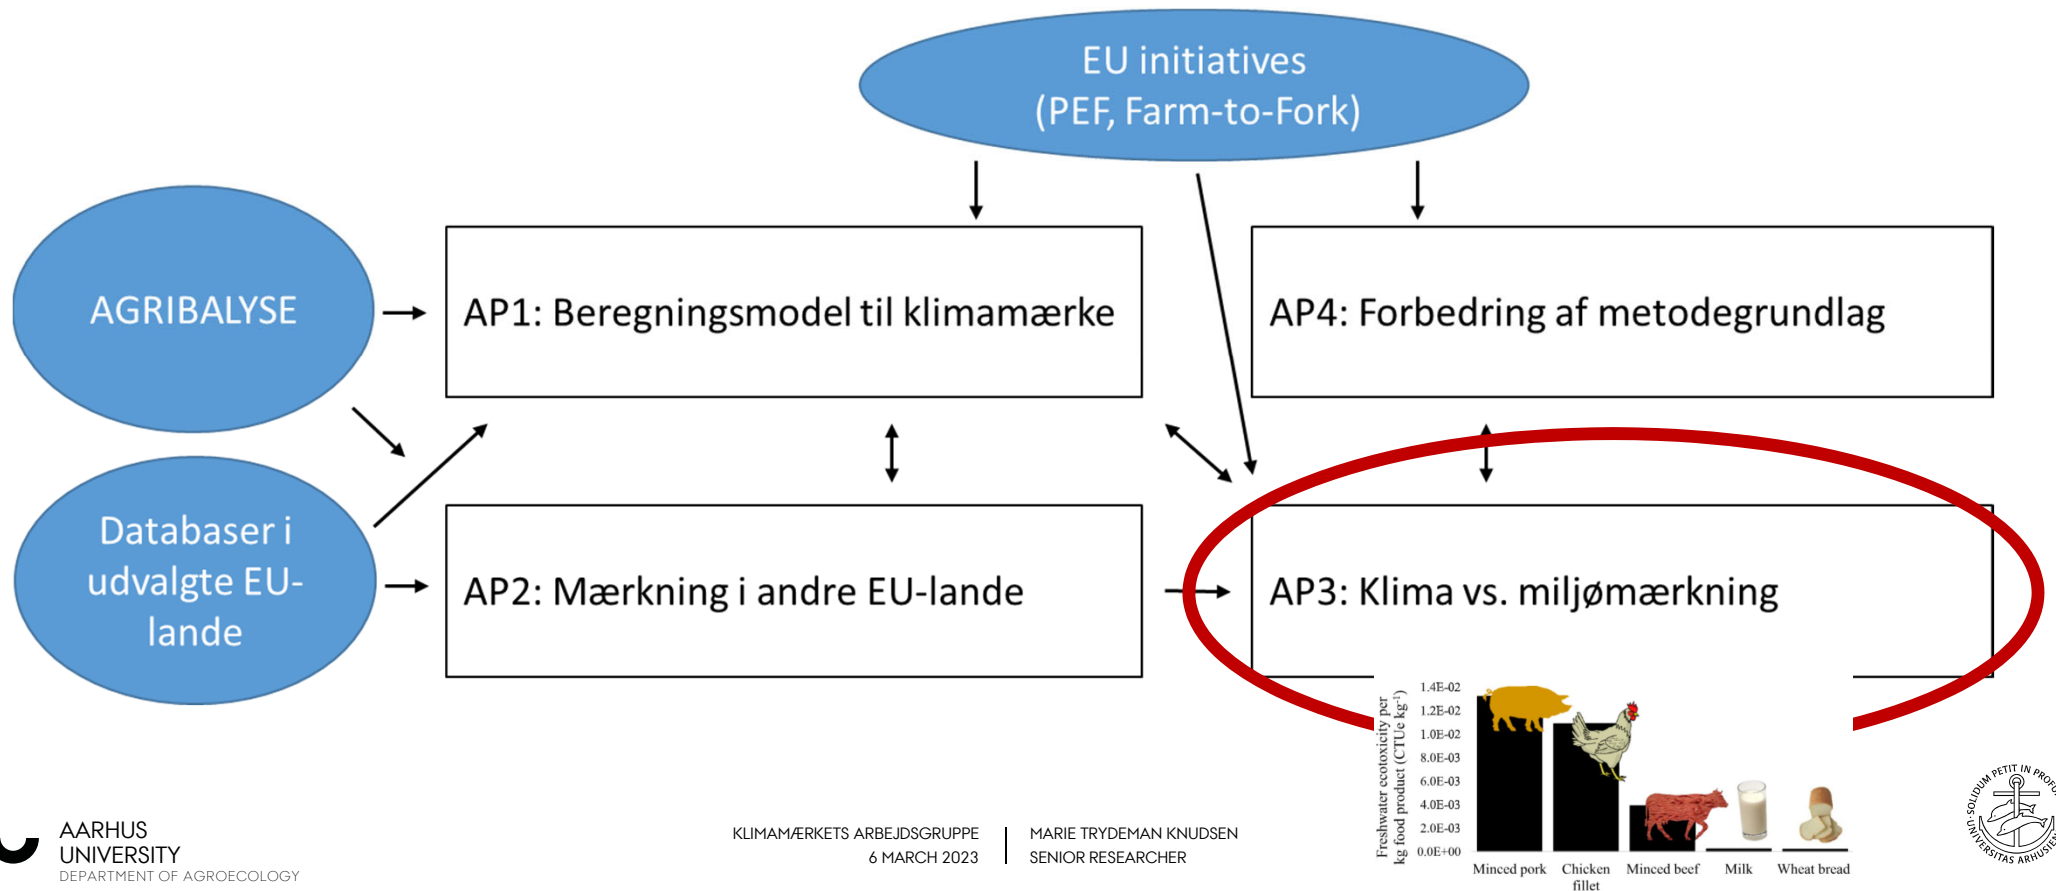 EU initiatives
(PEF, Farm-to-Fork)
AGRIBALYSE
AP1: Beregningsmodel til klimamærke
AP4: Forbedring af metodegrundlag
Databaser i
udvalgte EU-
lande
AP2: Mærkning i andre EU-lande
AP3: Klima vs. miljømærkning
Freshwater ecotoxicity per
kg food product (CTUe kg⁻¹)
1.4E-02
1.2E-02
1.0E-02
8.0E-03
6.0E-03
4.0E-03
2.0E-03
0.0E+00
Minced pork
Chicken
fillet
Minced beef
Milk
Wheat bread
AARHUS
UNIVERSITY
DEPARTMENT OF AGROECOLOGY
KLIMAMÆRKETS ARBEJDSGRUPPE
6 MARCH 2023
MARIE TRYDEMAN KNUDSEN
SENIOR RESEARCHER
SOLIDUM PETIT IN